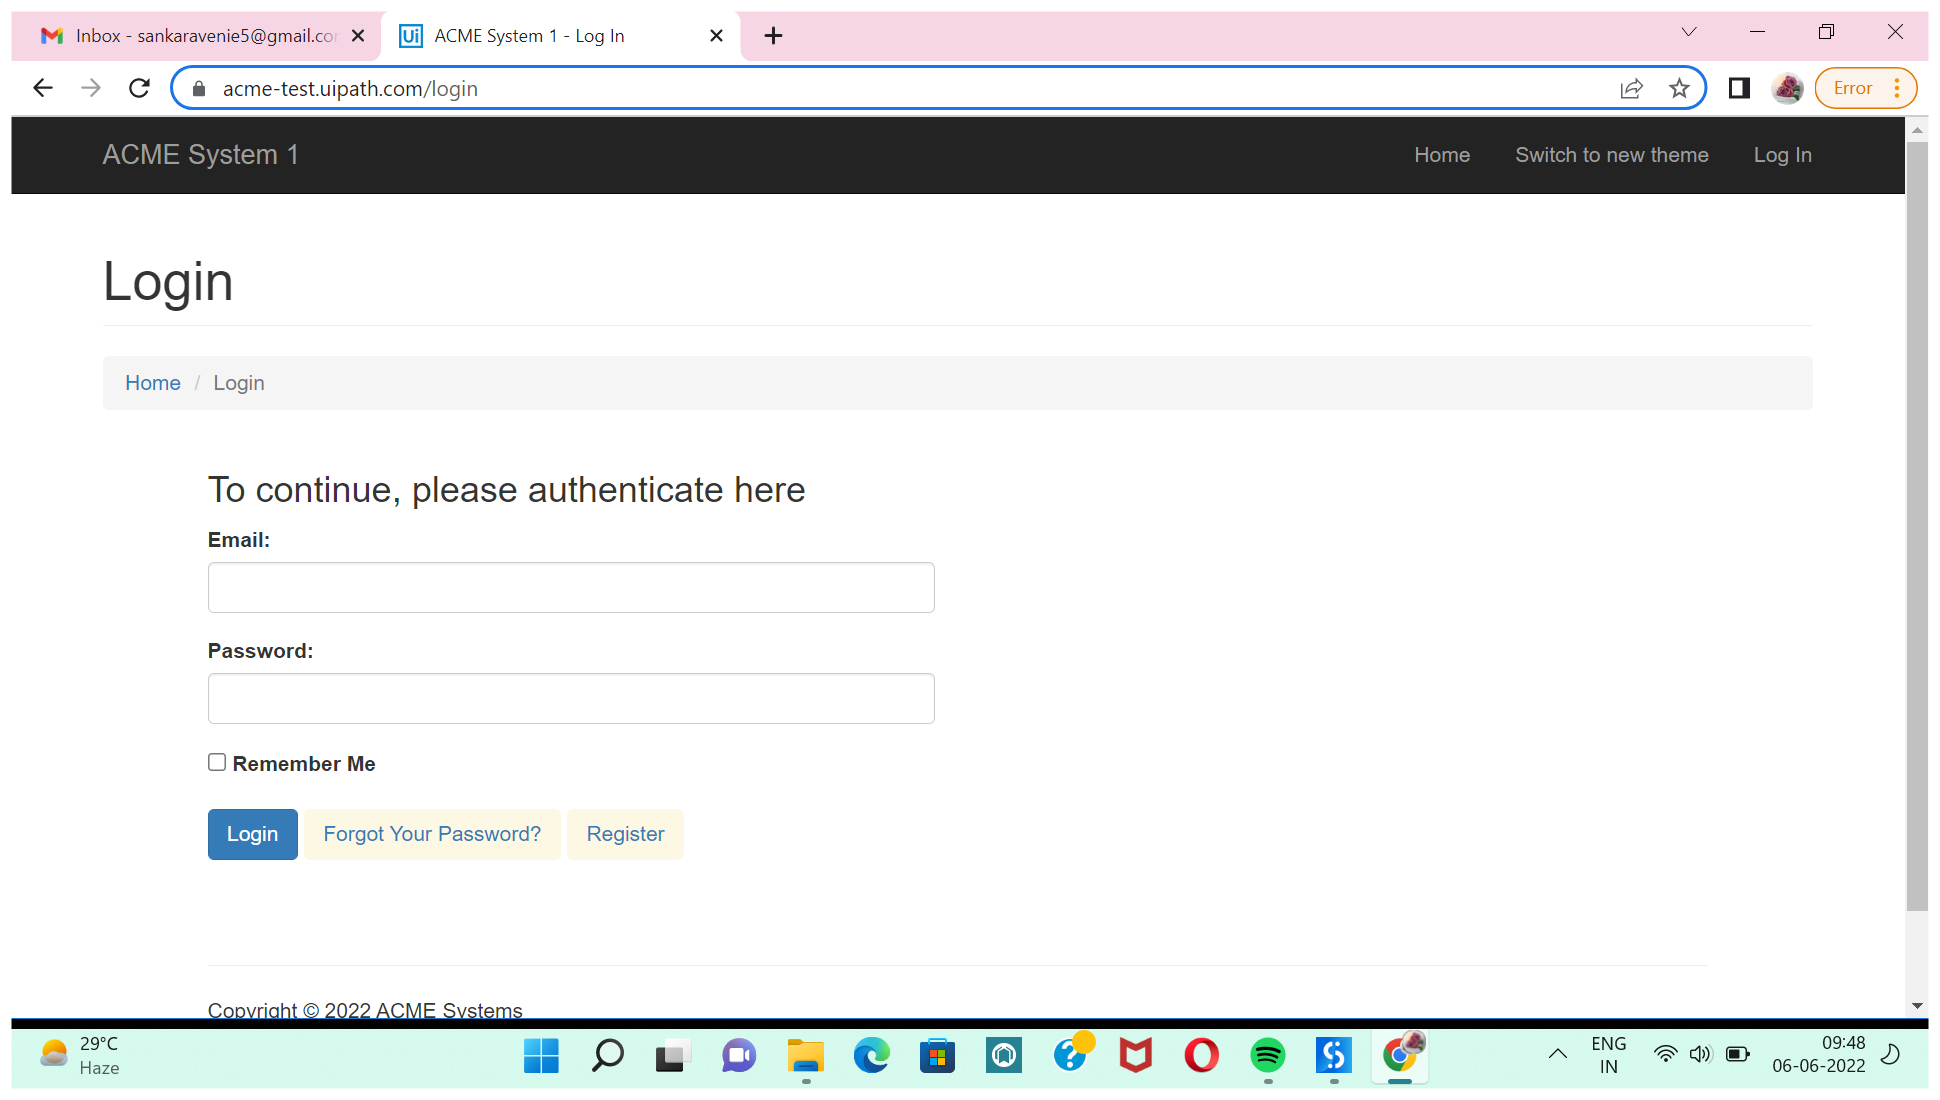 Inbox - sankaravenie5@gmail.co
Ui ACME System 1 - Log In
acme-test.uipath.com/login
Error
ACME System 1
Home
Switch to new theme
Log In
Login
Home / Login
To continue, please authenticate here
Email:
Password:
Remember Me
Login
Forgot Your Password?
Register
Copyright © 2022 ACME Systems
29°C
Haze
ENG
IN
09:48
06-06-2022